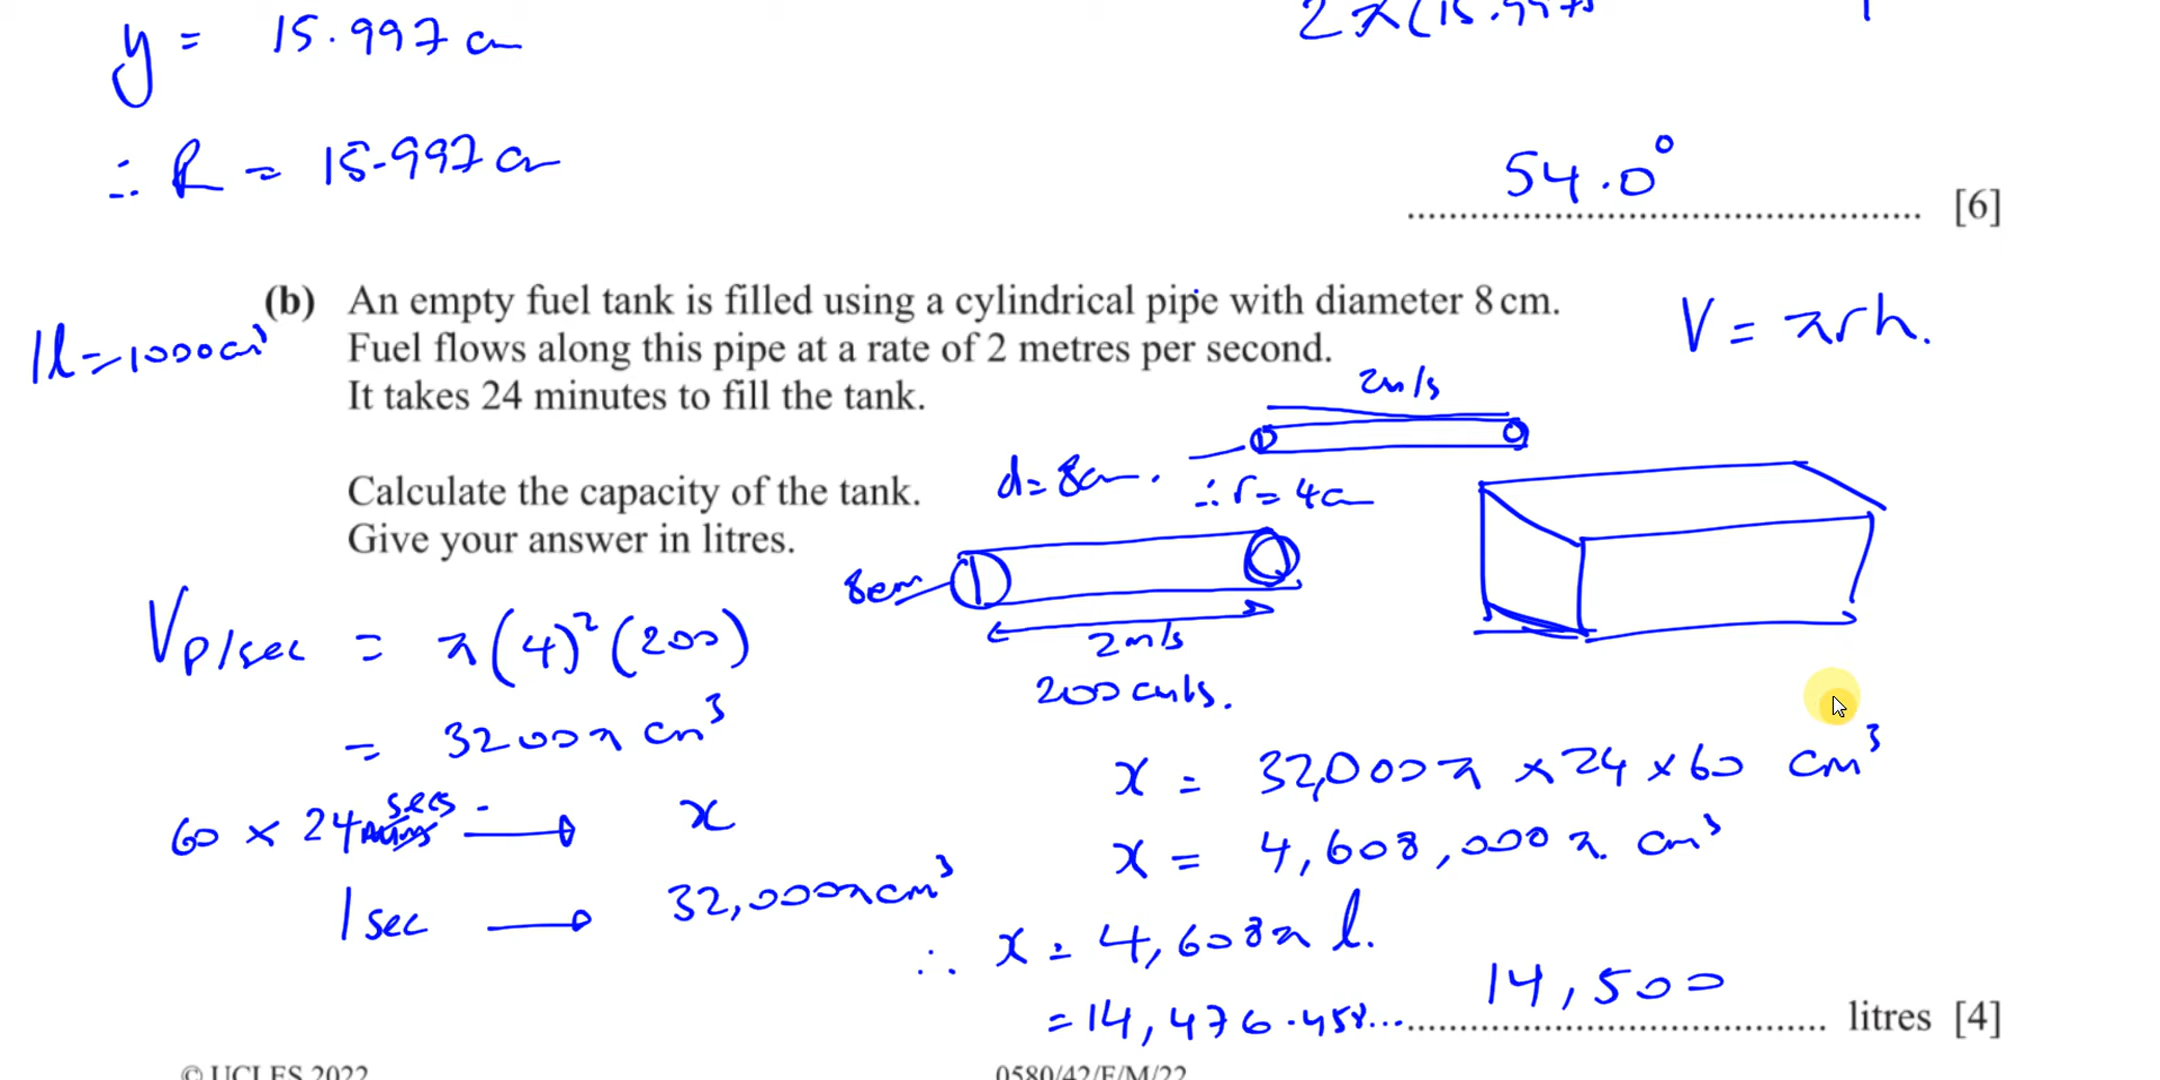 y = 15.997 cm
2π(15.997)
∴ R = 15.997 cm
54.0°
[6]
(b) An empty fuel tank is filled using a cylindrical pipe with diameter 8 cm.
V = πrh.
1l = 1000cm³
Fuel flows along this pipe at a rate of 2 metres per second.
It takes 24 minutes to fill the tank.
2m/s
d = 8cm.
∴ r = 4cm
Calculate the capacity of the tank.
Give your answer in litres.
8cm
2m/s
200 cm/s.
Vp/sec = π(4)²(200)
= 3200π cm³
60 × 24 secs. → x
1 sec → 32,000π cm³
x = 32,000π × 24 × 60 cm³
x = 4,608,000π cm³
∴ x = 4,608π l.
= 14,476.458...
14,500
litres [4]
© UCLES 2022
0580/42/F/M/22